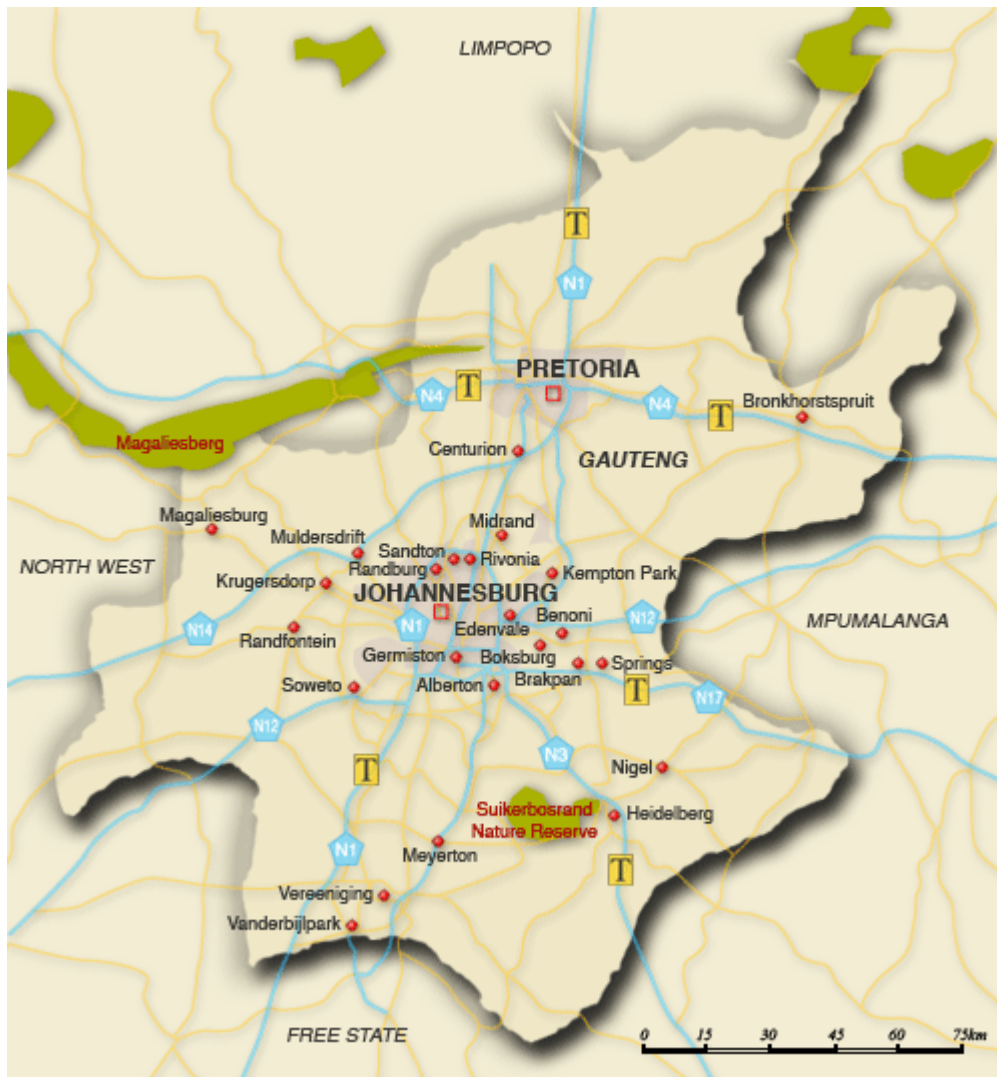 LIMPOPO
T
N1
PRETORIA
N4
T
N4
T
Bronkhorstspruit
Magaliesberg
Centurion
GAUTENG
Magaliesburg
Midrand
Muldersdrift
Sandton
Rivonia
NORTH WEST
Randburg
Kempton Park
Krugersdorp
JOHANNESBURG
N14
N1
Benoni
N12
MPUMALANGA
Randfontein
Edenvale
Germiston
Boksburg
Springs
Soweto
Alberton
Brakpan
T
N17
N12
N3
T
Nigel
Suikerbosrand
Nature Reserve
Heidelberg
N1
Meyerton
T
Vereeniging
Vanderbijlpark
FREE STATE
0 15 30 45 60 75km